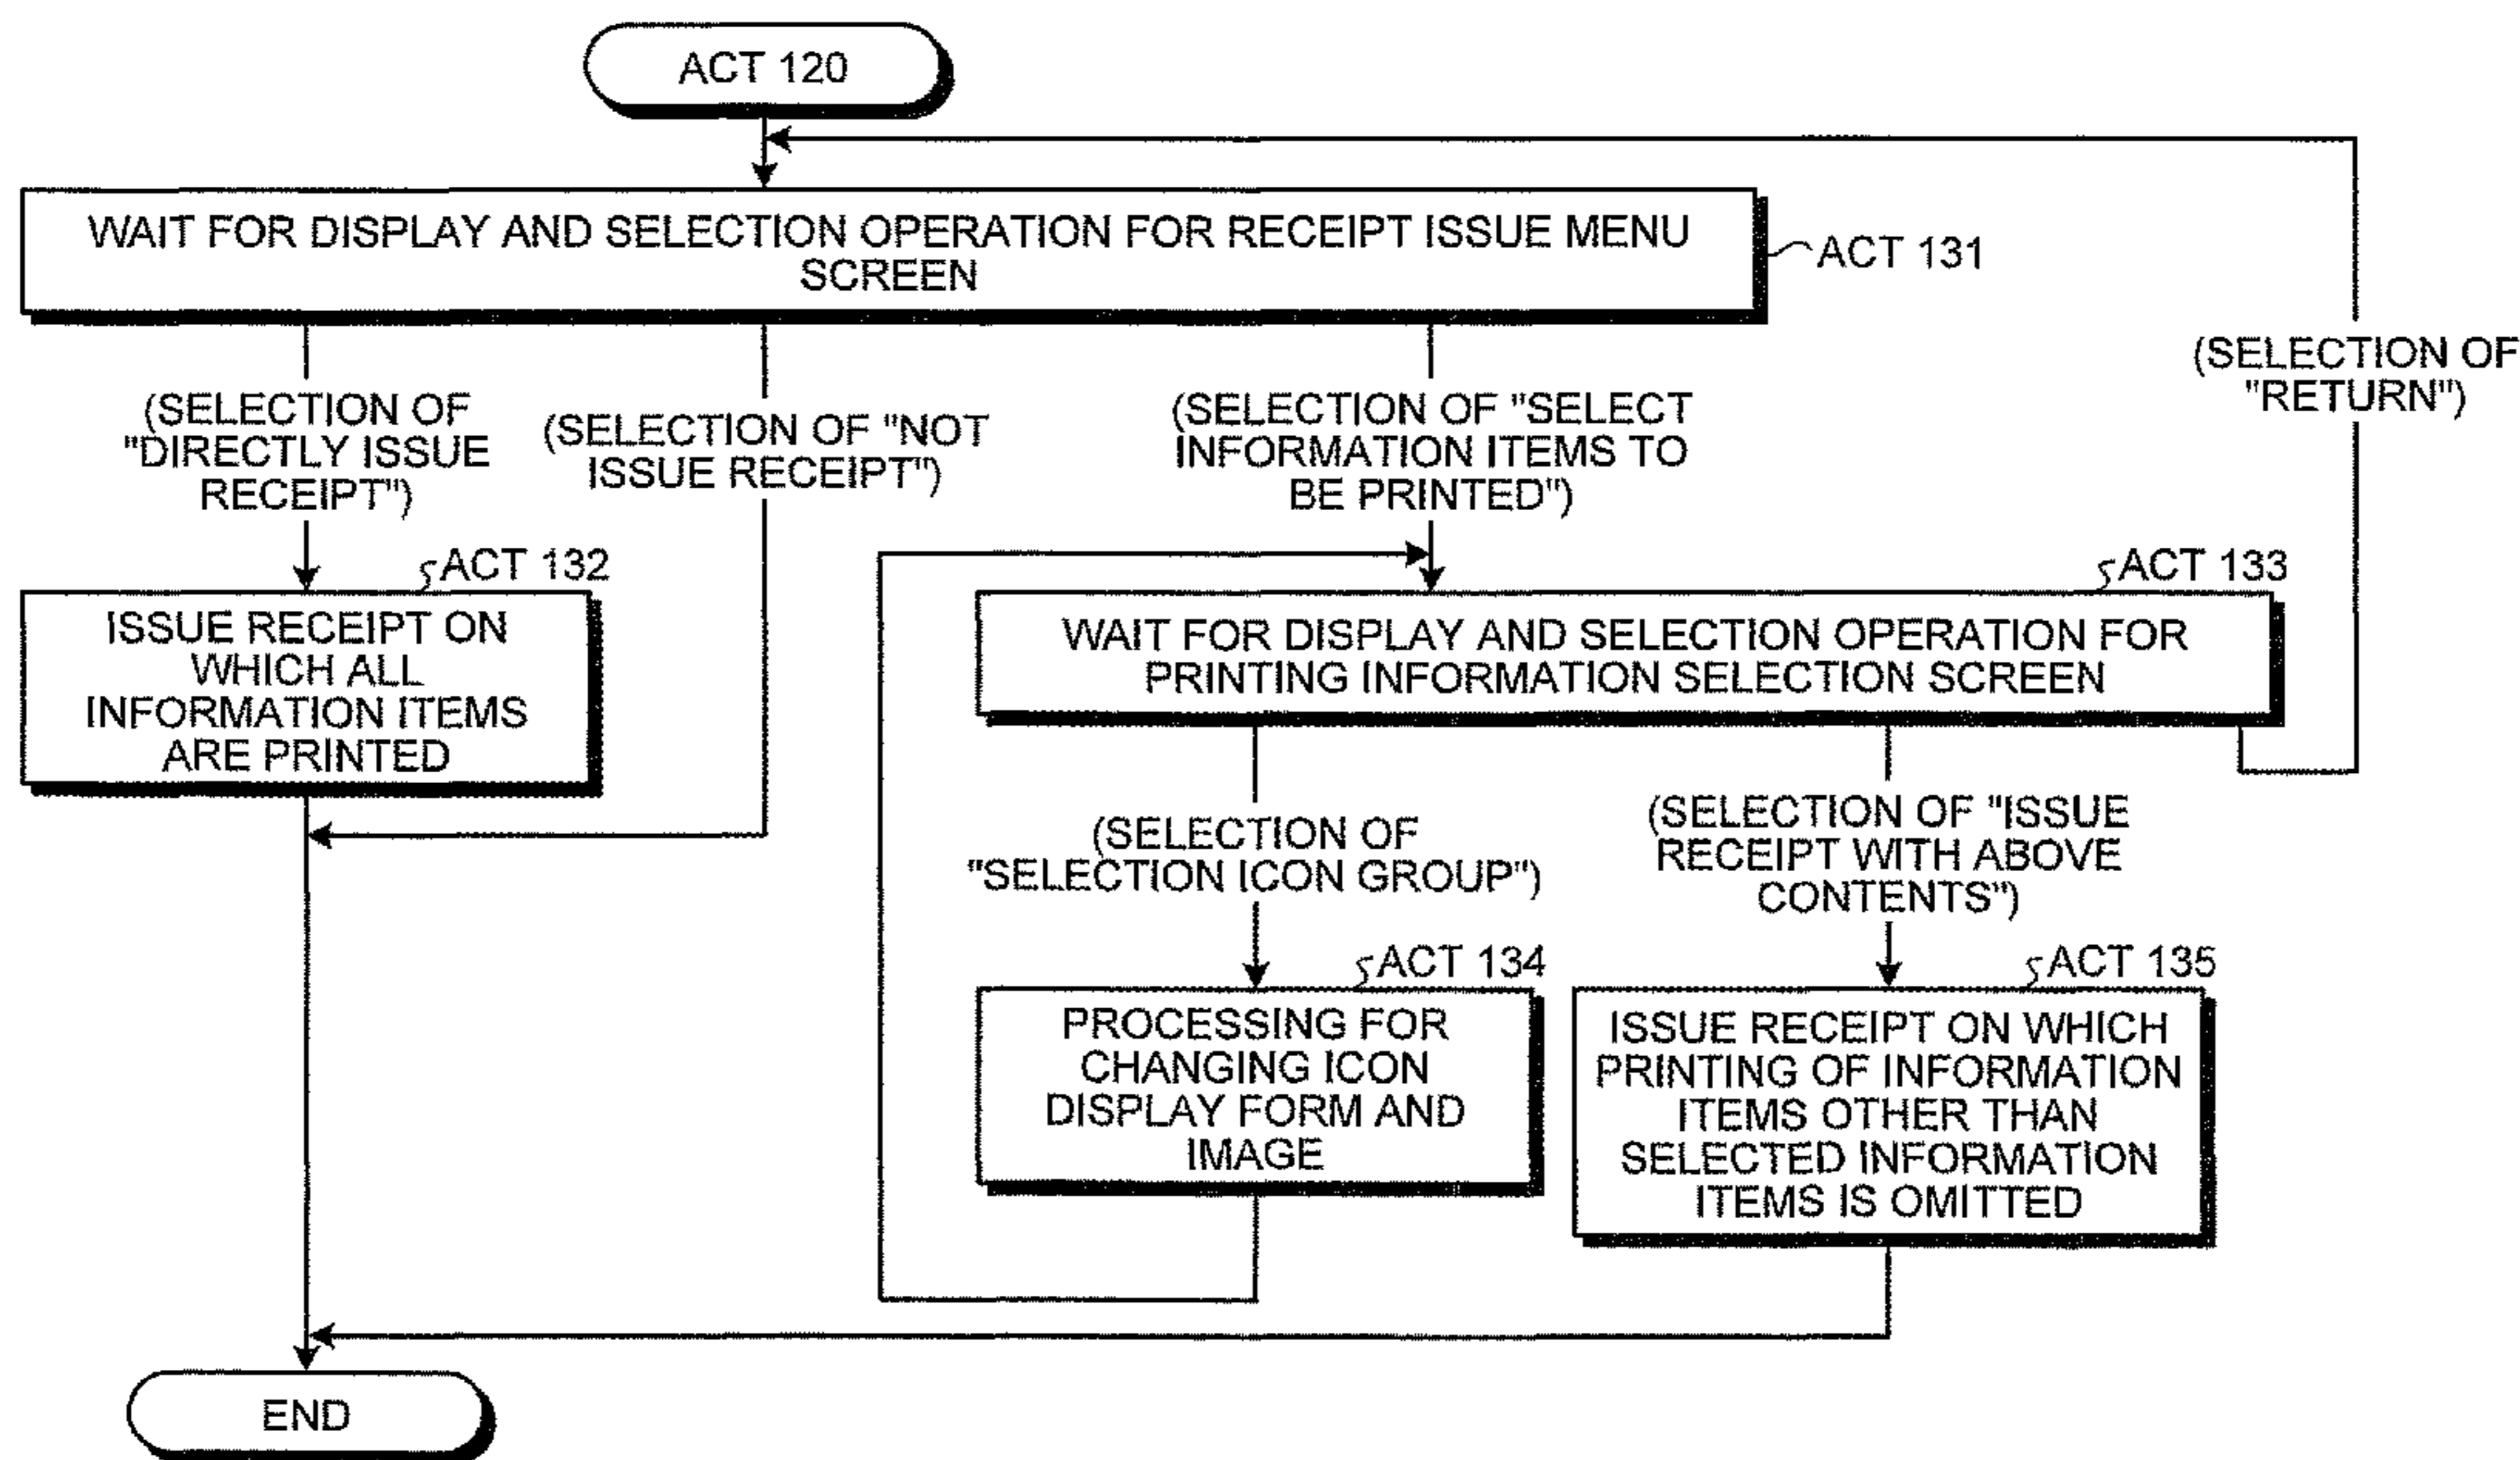 ACT 120
WAIT FOR DISPLAY AND SELECTION OPERATION FOR RECEIPT ISSUE MENU
SCREEN
ACT 131
(SELECTION OF
"DIRECTLY ISSUE
RECEIPT")
(SELECTION OF "NOT
ISSUE RECEIPT")
(SELECTION OF "SELECT
INFORMATION ITEMS TO
BE PRINTED")
(SELECTION OF
"RETURN")
ACT 132
ISSUE RECEIPT ON
WHICH ALL
INFORMATION ITEMS
ARE PRINTED
ACT 133
WAIT FOR DISPLAY AND SELECTION OPERATION FOR
PRINTING INFORMATION SELECTION SCREEN
(SELECTION OF
"SELECTION ICON GROUP")
(SELECTION OF "ISSUE
RECEIPT WITH ABOVE
CONTENTS")
ACT 134
PROCESSING FOR
CHANGING ICON
DISPLAY FORM AND
IMAGE
ACT 135
ISSUE RECEIPT ON WHICH
PRINTING OF INFORMATION
ITEMS OTHER THAN
SELECTED INFORMATION
ITEMS IS OMITTED
END